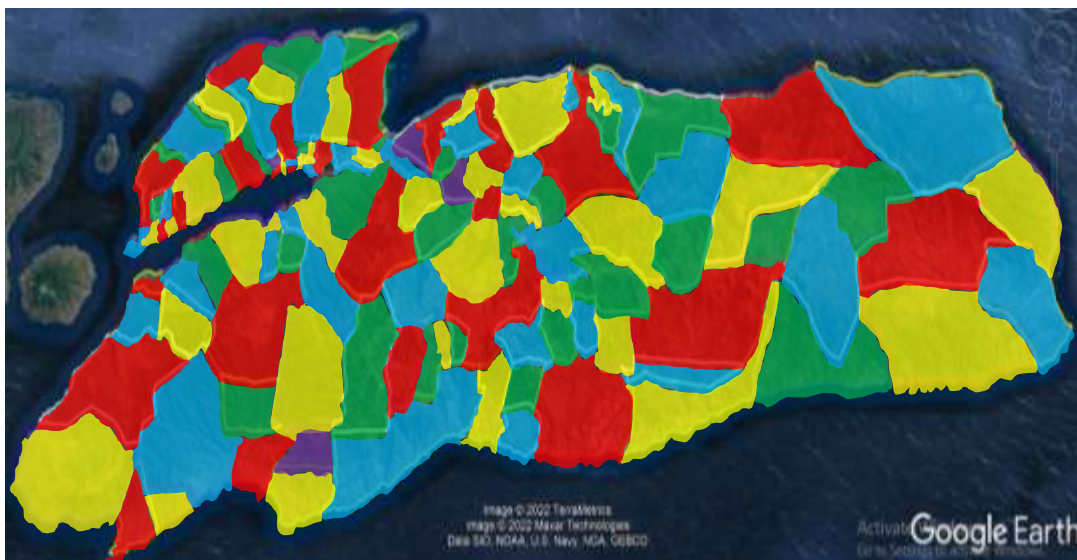 Image © 2022 TerraMetrics
Image © 2022 Maxar Technologies
Data SIO, NOAA, U.S. Navy, NGA, GEBCO
Google Earth